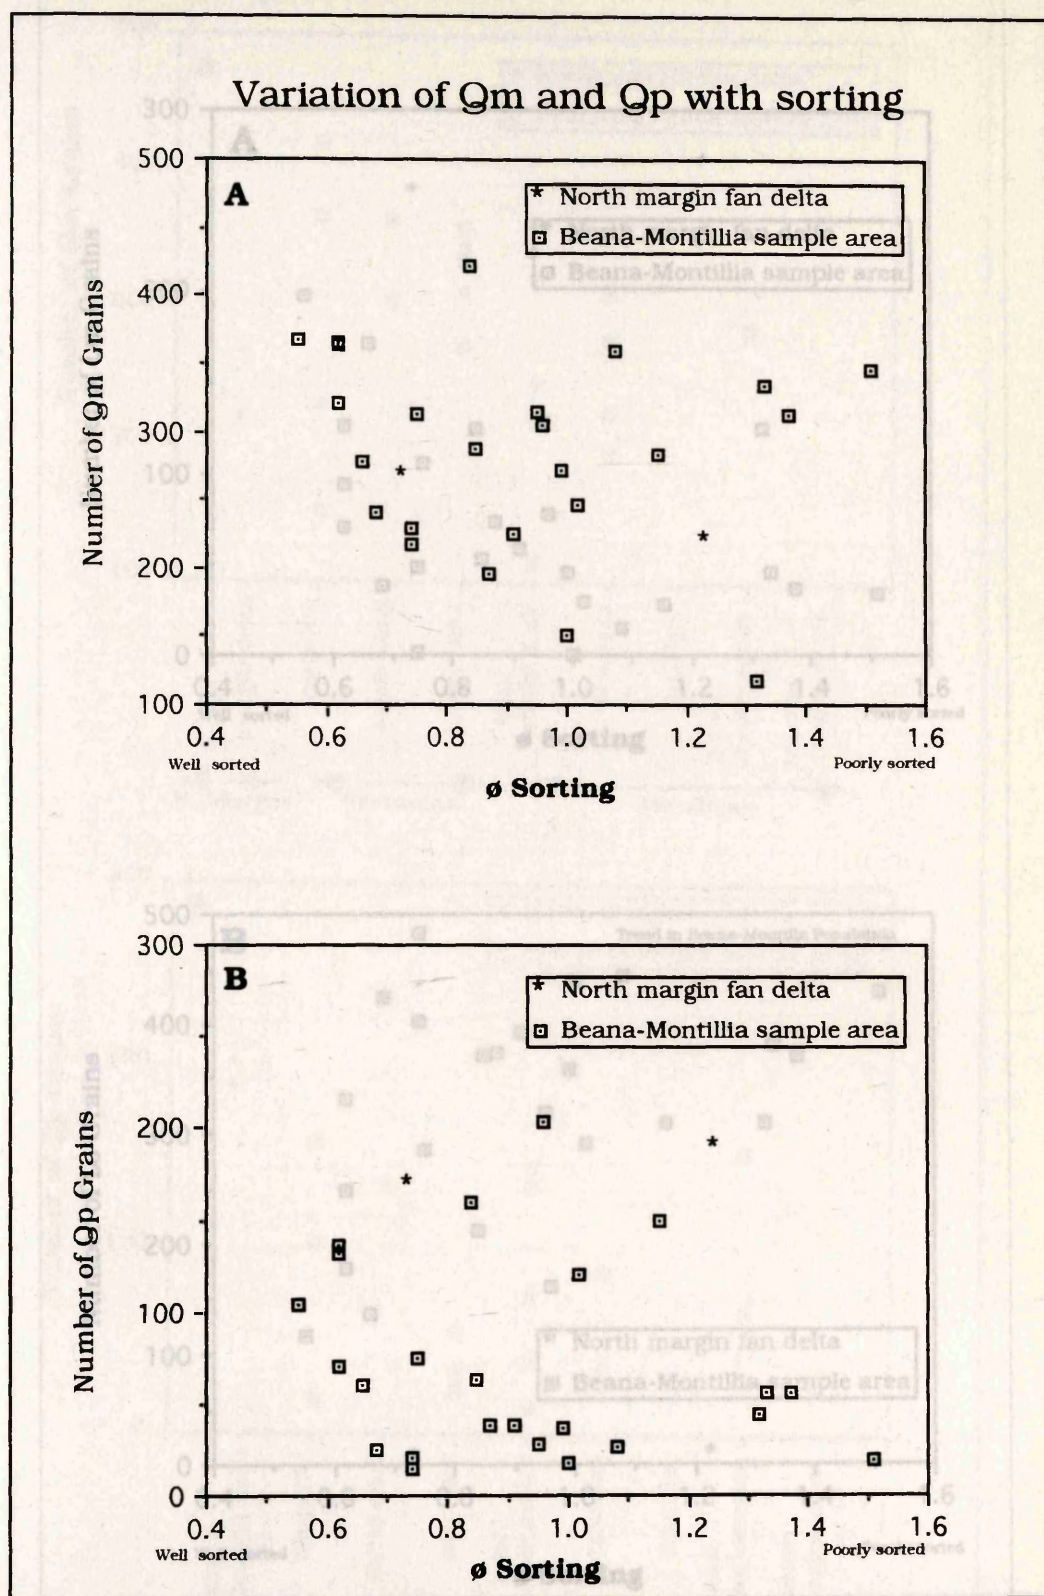 Variation of Qm and Qp with sorting
A
* North margin fan delta
Beana-Montillia sample area
Number of Qm Grains
500
400
300
200
100
0.4 0.6 0.8 1.0 1.2 1.4 1.6
Well sorted Poorly sorted
ø Sorting
B
* North margin fan delta
Beana-Montillia sample area
Number of Qp Grains
300
200
100
0
0.4 0.6 0.8 1.0 1.2 1.4 1.6
Well sorted Poorly sorted
ø Sorting